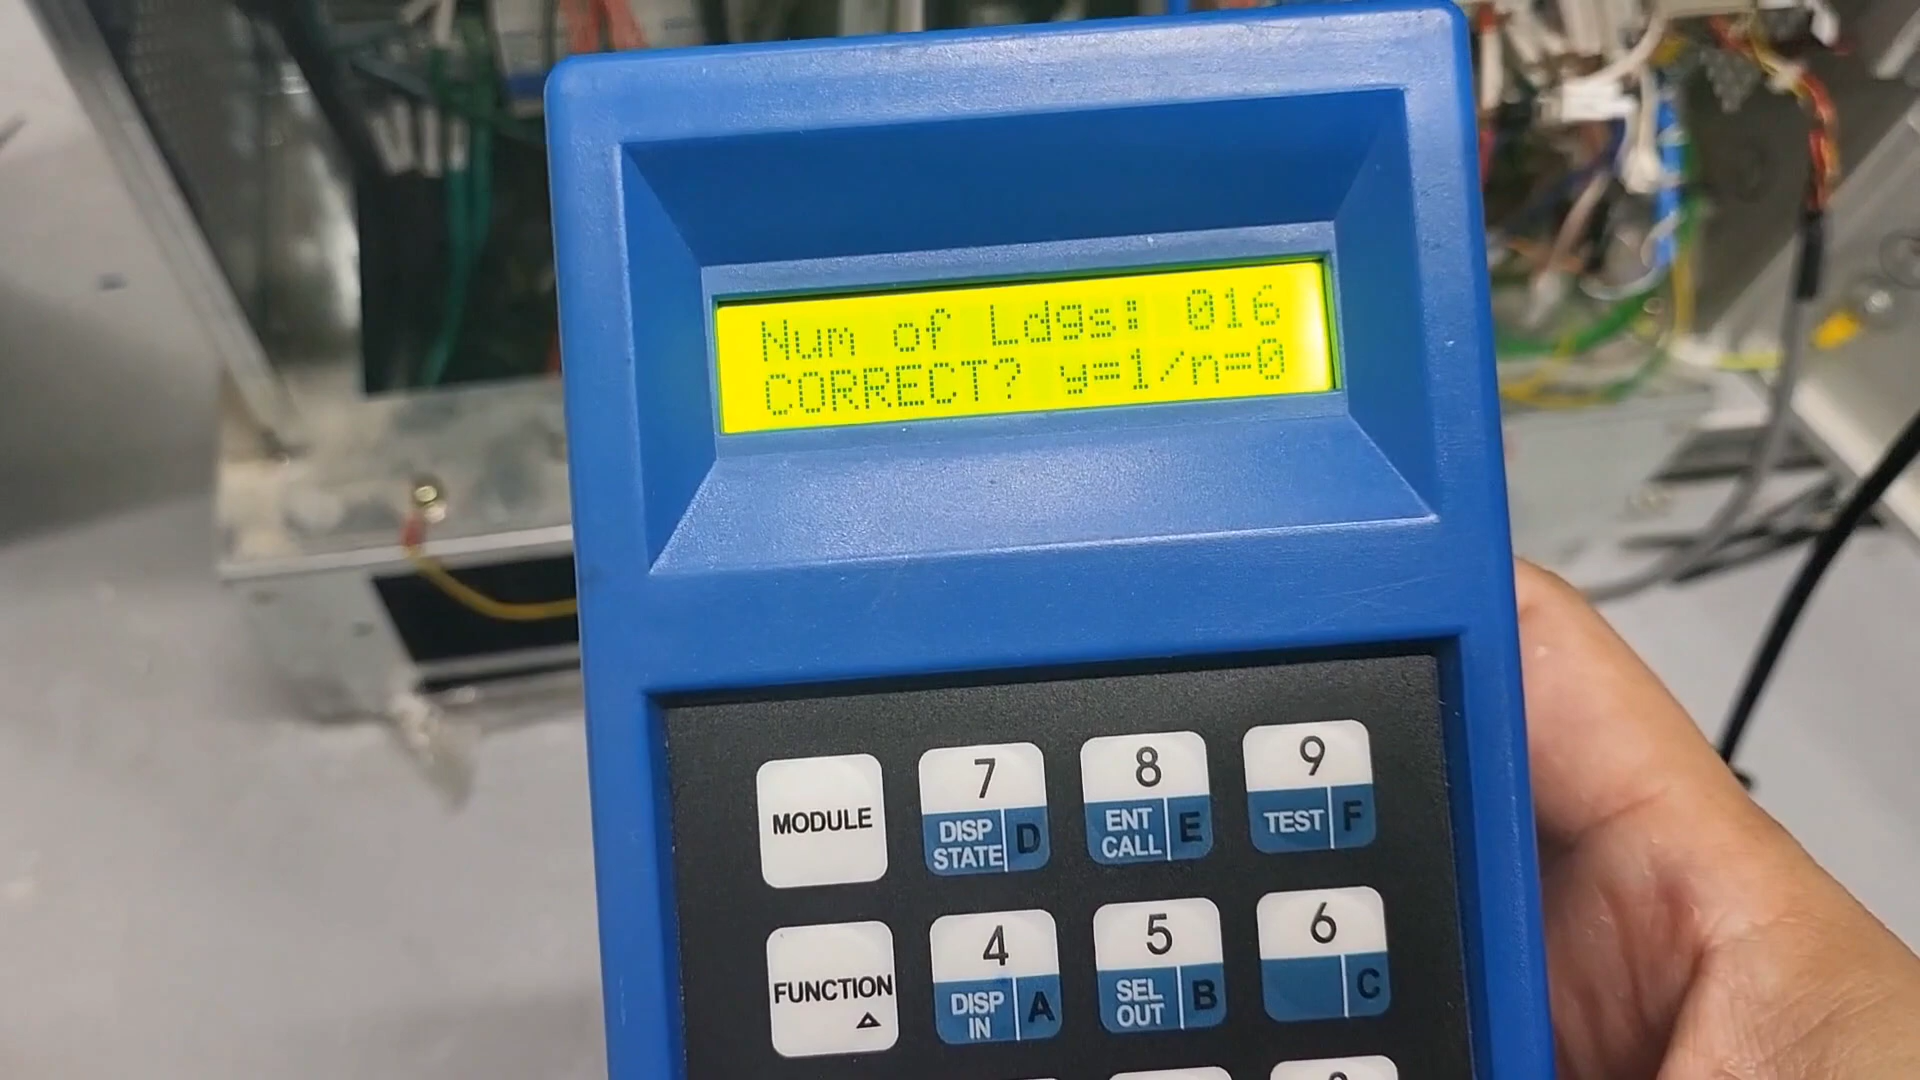 Num of Ldgs: 016
CORRECT? y=1/n=0
MODULE
7
DISP STATE D
8
ENT CALL E
9
TEST F
FUNCTION
△
4
DISP IN A
5
SEL OUT B
6
C